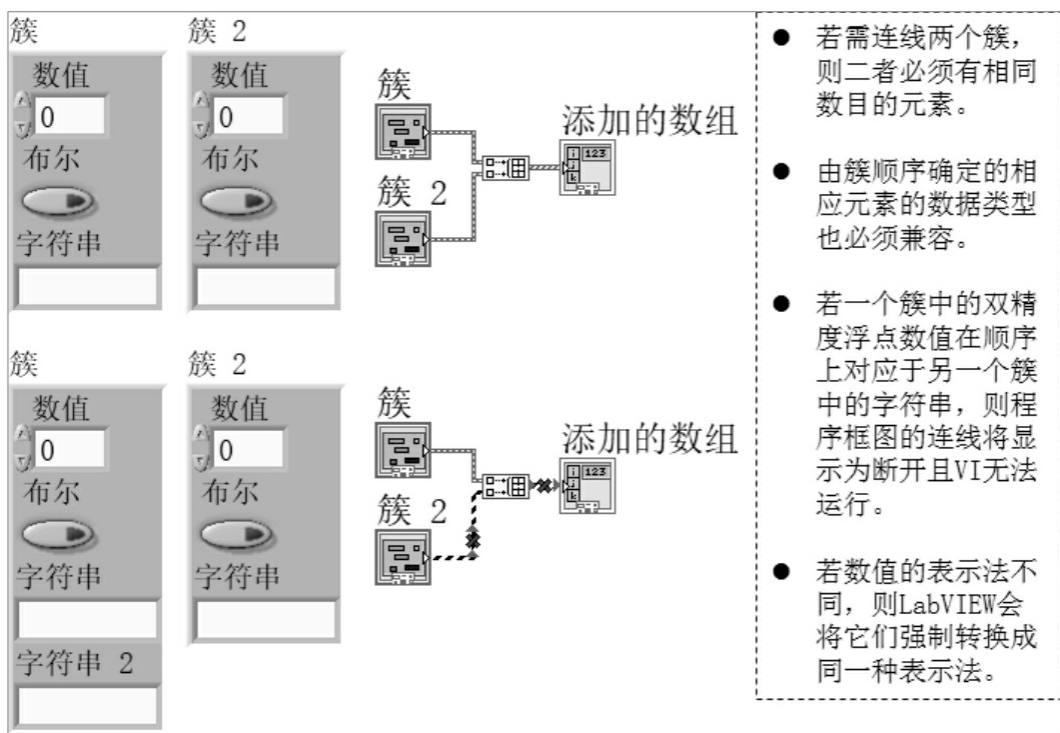 簇
簇 2
数值
0
布尔
字符串
数值
0
布尔
字符串
簇
簇 2
添加的数组
123
i
j
k
簇
簇 2
数值
0
布尔
字符串
字符串 2
数值
0
布尔
字符串
簇
簇 2
添加的数组
123
i
j
k
● 若需连线两个簇，
则二者必须有相同
数目的元素。
● 由簇顺序确定的相
应元素的数据类型
也必须兼容。
● 若一个簇中的双精
度浮点数值在顺序
上对应于另一个簇
中的字符串，则程
序框图的连线将显
示为断开且VI无法
运行。
● 若数值的表示法不
同，则LabVIEW会
将它们强制转换成
同一种表示法。